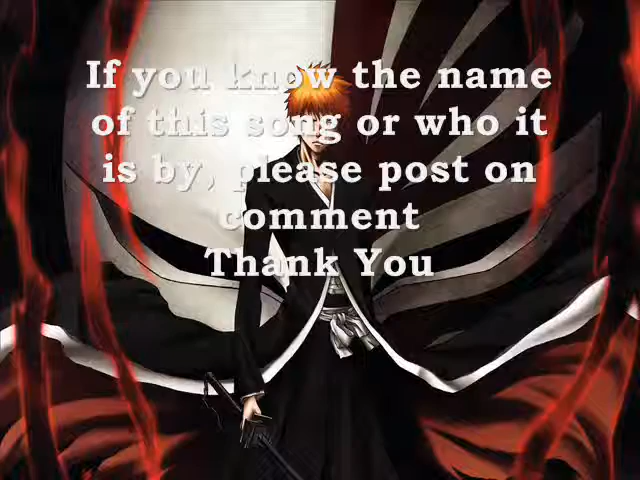 If you know the name
of this song or who it
is by, please post on
comment
Thank You